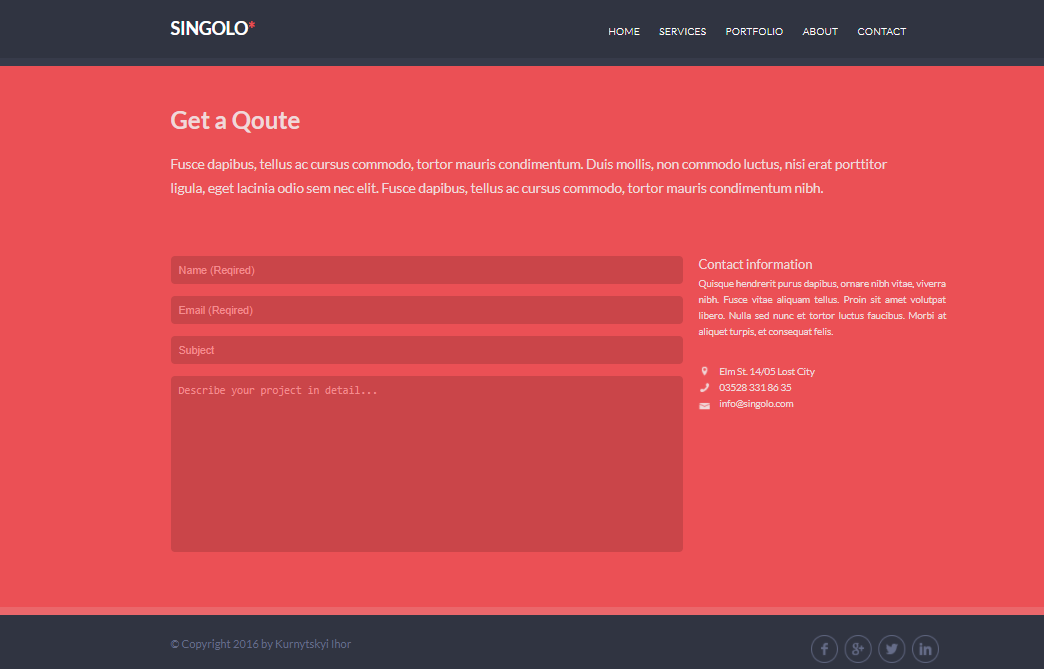 SINGOLO*
HOME SERVICES PORTFOLIO ABOUT CONTACT
Get a Qoute
Fusce dapibus, tellus ac cursus commodo, tortor mauris condimentum. Duis mollis, non commodo luctus, nisi erat porttitor
ligula, eget lacinia odio sem nec elit. Fusce dapibus, tellus ac cursus commodo, tortor mauris condimentum nibh.
Name (Reqired)
Email (Reqired)
Subject
Describe your project in detail...
Contact information
Quisque hendrerit purus dapibus, ornare nibh vitae, viverra
nibh. Fusce vitae aliquam tellus. Proin sit amet volutpat
libero. Nulla sed nunc et tortor luctus faucibus. Morbi at
aliquet turpis, et consequat felis.
Elm St. 14/05 Lost City
03528 331 86 35
info@singolo.com
© Copyright 2016 by Kurnytskyi Ihor
f g+ in